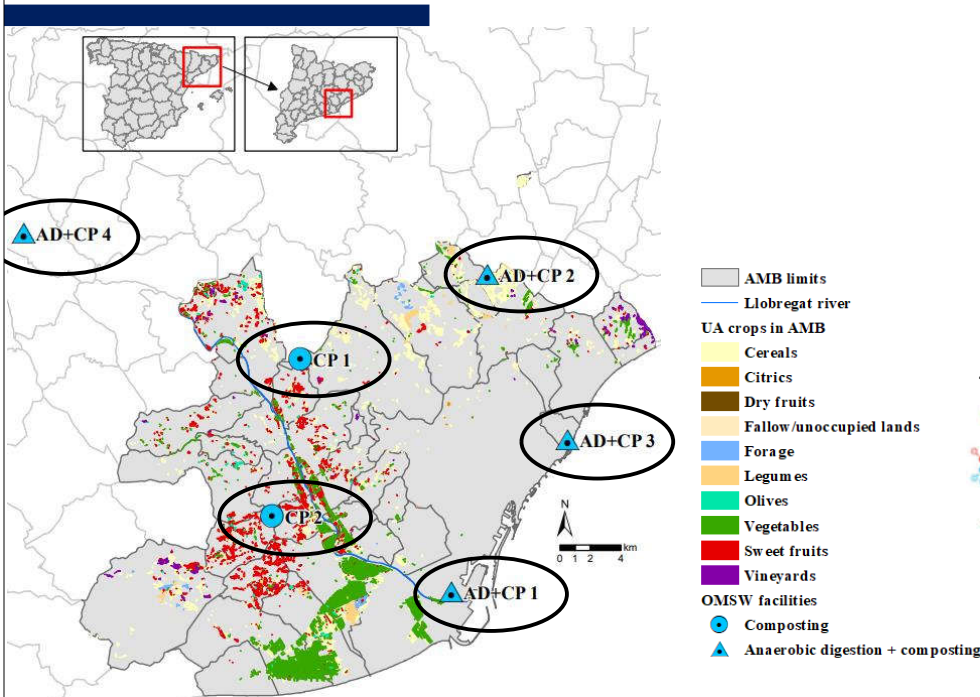 AD+CP 4
AD+CP 2
CP 1
AD+CP 3
CP 2
AD+CP 1
N
km
0 1 2 4
AMB limits
Llobregat river
UA crops in AMB
Cereals
Citrics
Dry fruits
Fallow/unoccupied lands
Forage
Legumes
Olives
Vegetables
Sweet fruits
Vineyards
OMSW facilities
Composting
Anaerobic digestion + composting